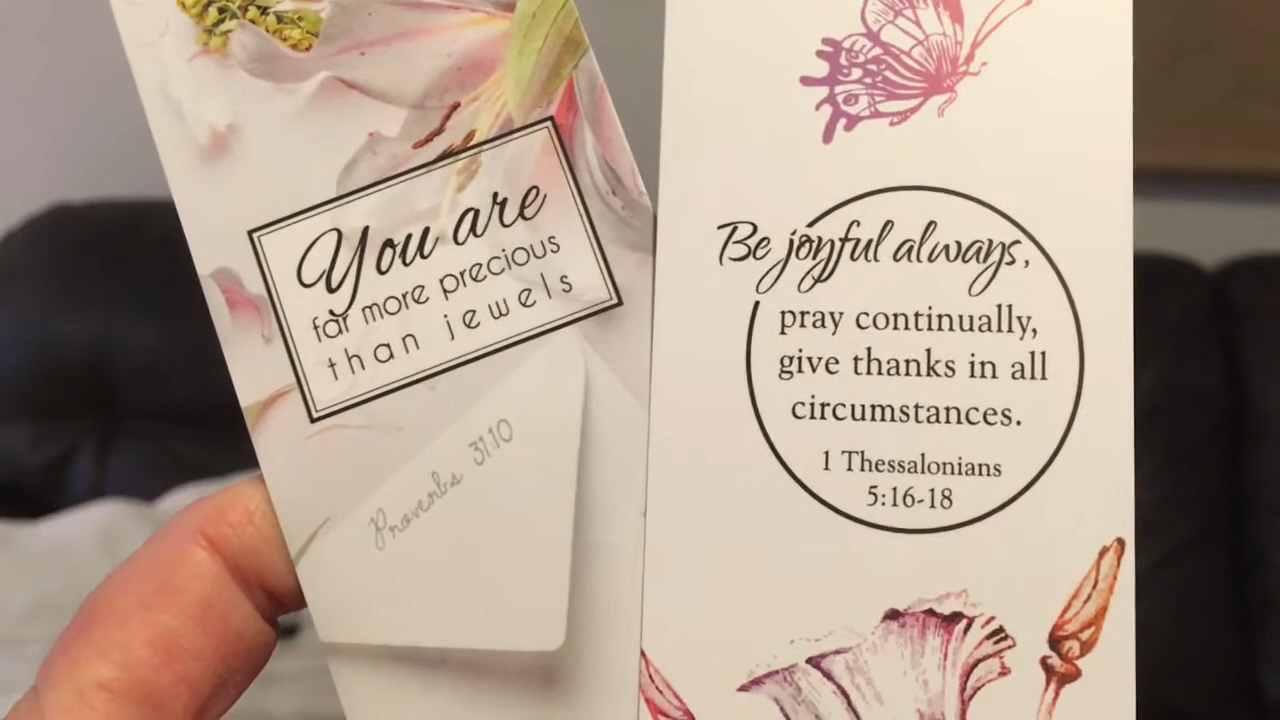 You are
far more precious
than jewels
Proverbs 31:10
Be joyful always,
pray continually,
give thanks in all
circumstances.
1 Thessalonians
5:16-18